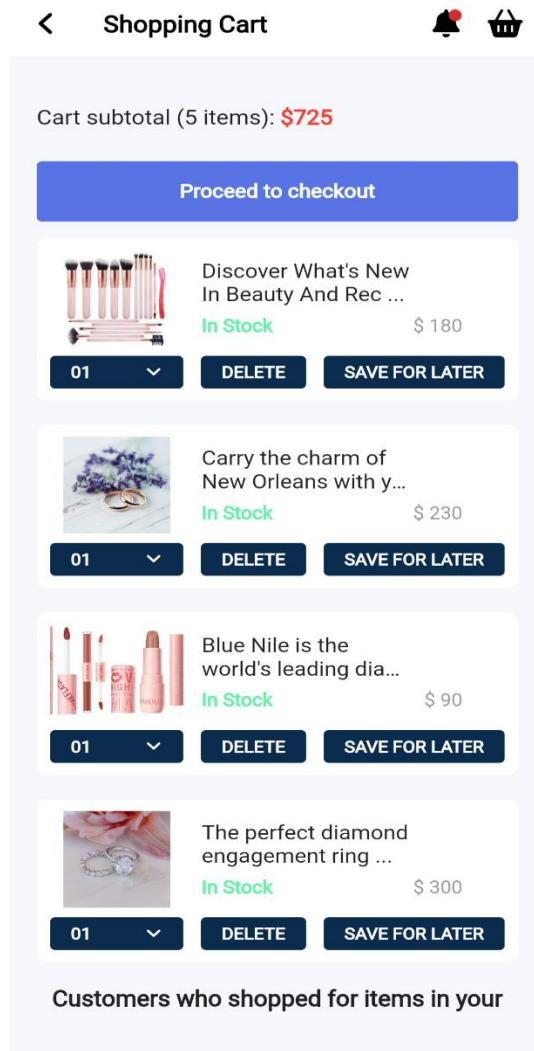 Shopping Cart
Cart subtotal (5 items): $725
Proceed to checkout
Discover What's New
In Beauty And Rec ...
In Stock
$ 180
01
DELETE
SAVE FOR LATER
Carry the charm of
New Orleans with y...
In Stock
$ 230
01
DELETE
SAVE FOR LATER
Blue Nile is the
world's leading dia...
In Stock
$ 90
01
DELETE
SAVE FOR LATER
The perfect diamond
engagement ring ...
In Stock
$ 300
01
DELETE
SAVE FOR LATER
Customers who shopped for items in your